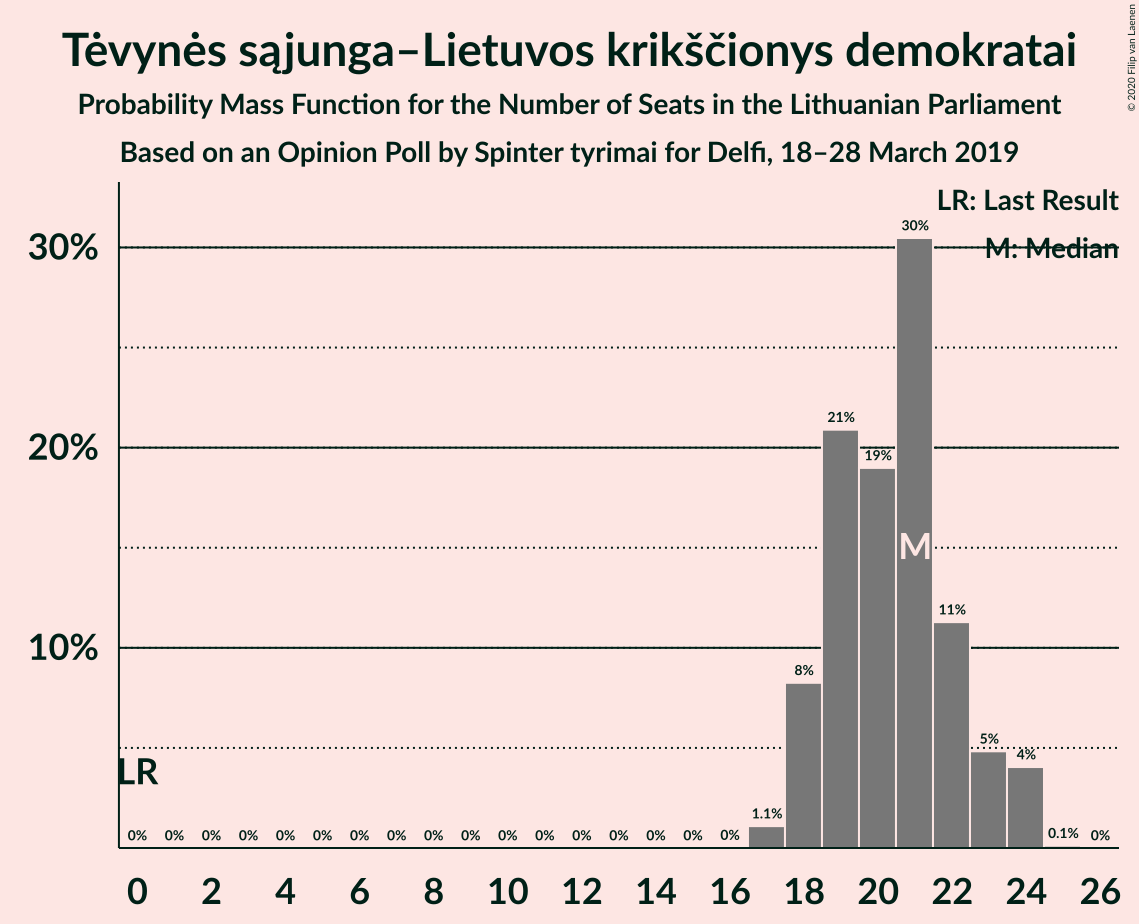 Tėvynės sąjunga–Lietuvos krikščionys demokratai
Probability Mass Function for the Number of Seats in the Lithuanian Parliament
Based on an Opinion Poll by Spinter tyrimai for Delfi, 18–28 March 2019
© 2020 Filip van Laenen
LR: Last Result
M: Median
30%
20%
10%
LR
M
0% 0% 0% 0% 0% 0% 0% 0% 0% 0% 0% 0% 0% 0% 0% 0% 0% 1.1% 8% 21% 19% 30% 11% 5% 4% 0.1% 0%
0 2 4 6 8 10 12 14 16 18 20 22 24 26